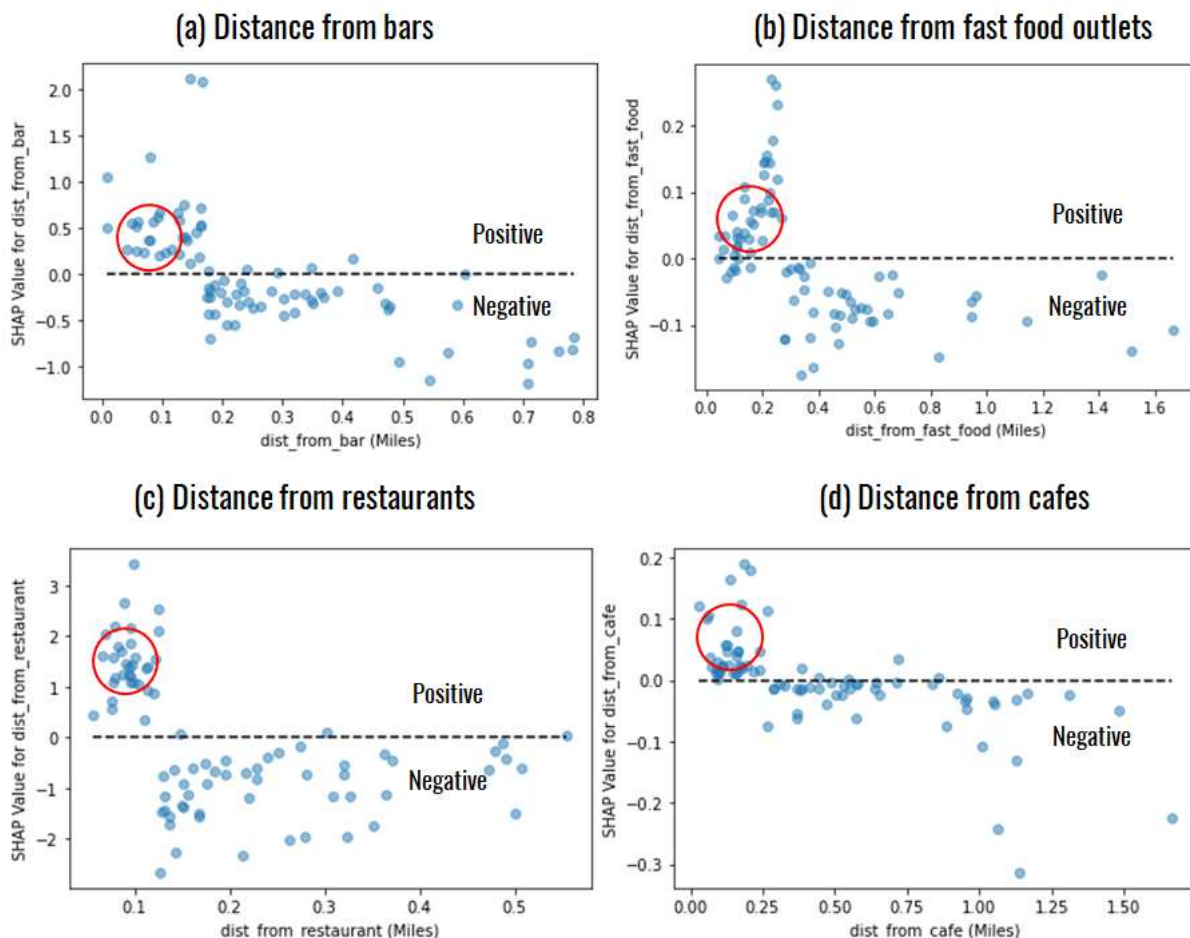 (a) Distance from bars
SHAP Value for dist_from_bar
2.0
1.5
1.0
0.5
0.0
−0.5
−1.0
Positive
Negative
0.0 0.1 0.2 0.3 0.4 0.5 0.6 0.7 0.8
dist_from_bar (Miles)
(b) Distance from fast food outlets
SHAP Value for dist_from_fast_food
0.2
0.1
0.0
−0.1
Positive
Negative
0.0 0.2 0.4 0.6 0.8 1.0 1.2 1.4 1.6
dist_from_fast_food (Miles)
(c) Distance from restaurants
SHAP Value for dist_from_restaurant
3
2
1
0
−1
−2
Positive
Negative
0.1 0.2 0.3 0.4 0.5
dist_from_restaurant (Miles)
(d) Distance from cafes
SHAP Value for dist_from_cafe
0.2
0.1
0.0
−0.1
−0.2
−0.3
Positive
Negative
0.00 0.25 0.50 0.75 1.00 1.25 1.50
dist_from_cafe (Miles)